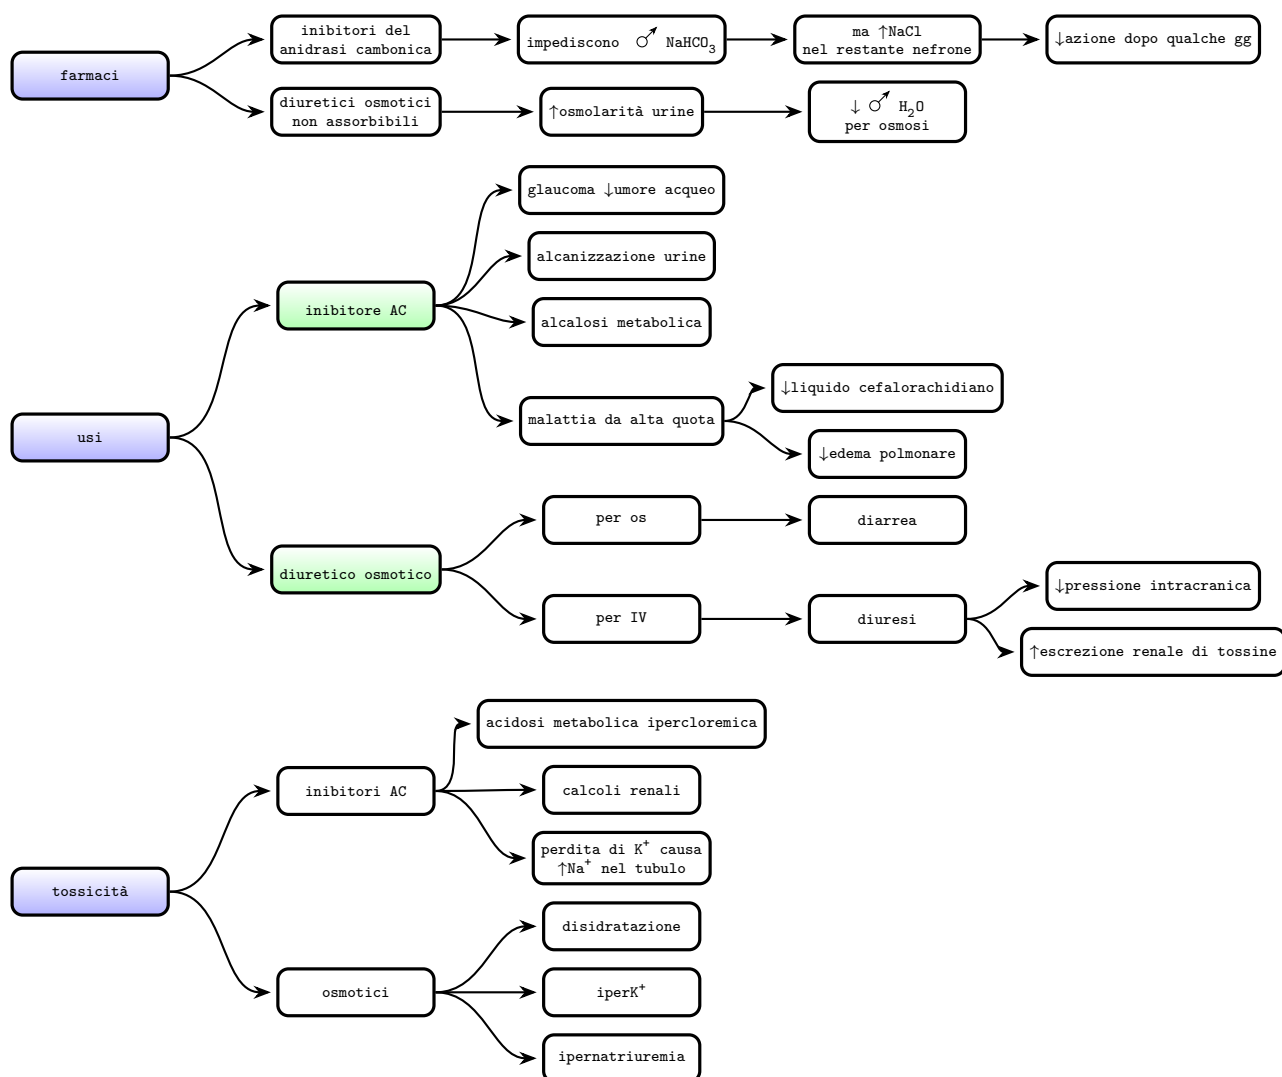 farmaci
inibitori del
anidrasi cambonica
impediscono ♂ NaHCO₃
ma ↑NaCl
nel restante nefrone
↓azione dopo qualche gg
diuretici osmotici
non assorbibili
↑osmolarità urine
↓ ♂ H₂O
per osmosi
usi
inibitore AC
glaucoma ↓umore acqueo
alcanizzazione urine
alcalosi metabolica
malattia da alta quota
↓liquido cefalorachidiano
↓edema polmonare
diuretico osmotico
per os
diarrea
per IV
diuresi
↓pressione intracranica
↑escrezione renale di tossine
tossicità
inibitori AC
acidosi metabolica ipercloremica
calcoli renali
perdita di K⁺ causa
↑Na⁺ nel tubulo
osmotici
disidratazione
iperK⁺
ipernatriuremia